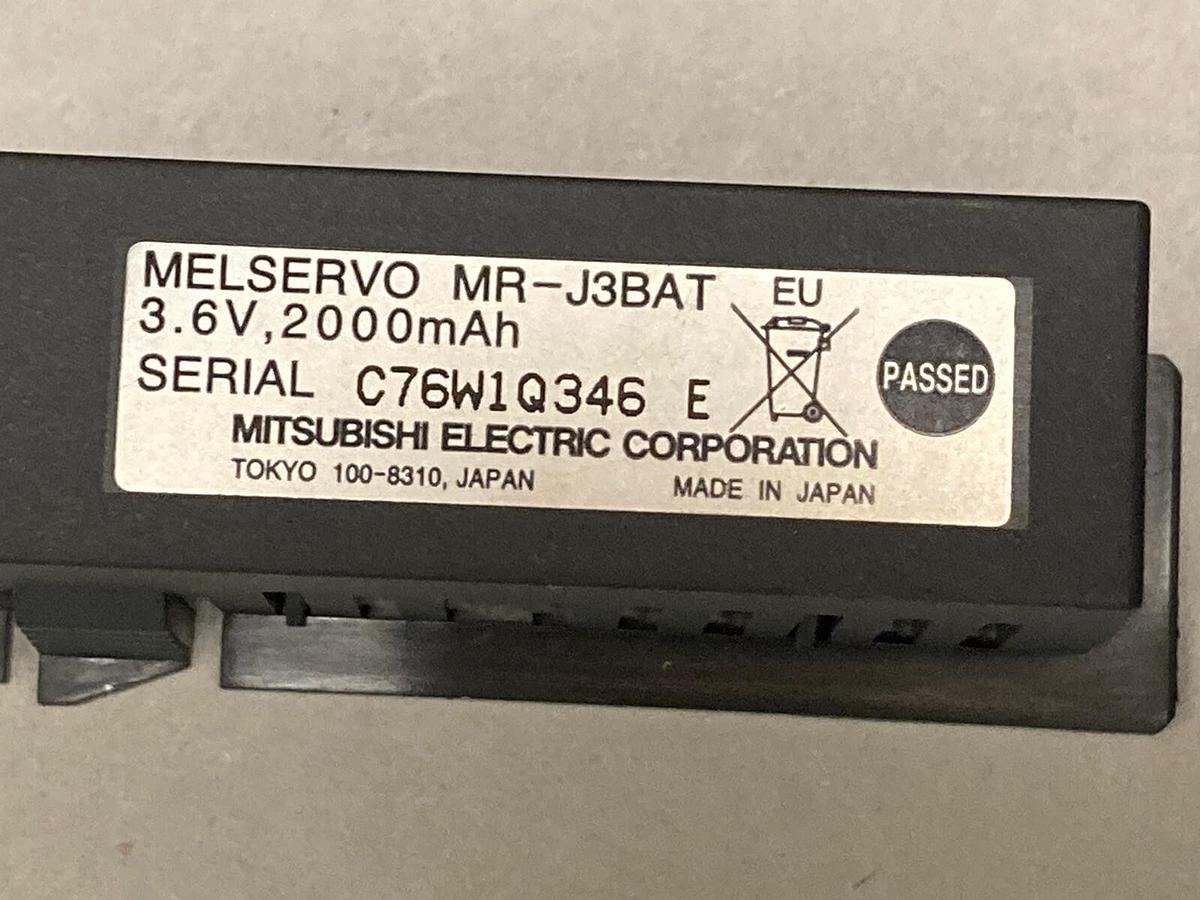 MELSERVO MR-J3BAT EU
3.6V,2000mAh
SERIAL C76W1Q346 E
PASSED
MITSUBISHI ELECTRIC CORPORATION
TOKYO 100-8310, JAPAN MADE IN JAPAN